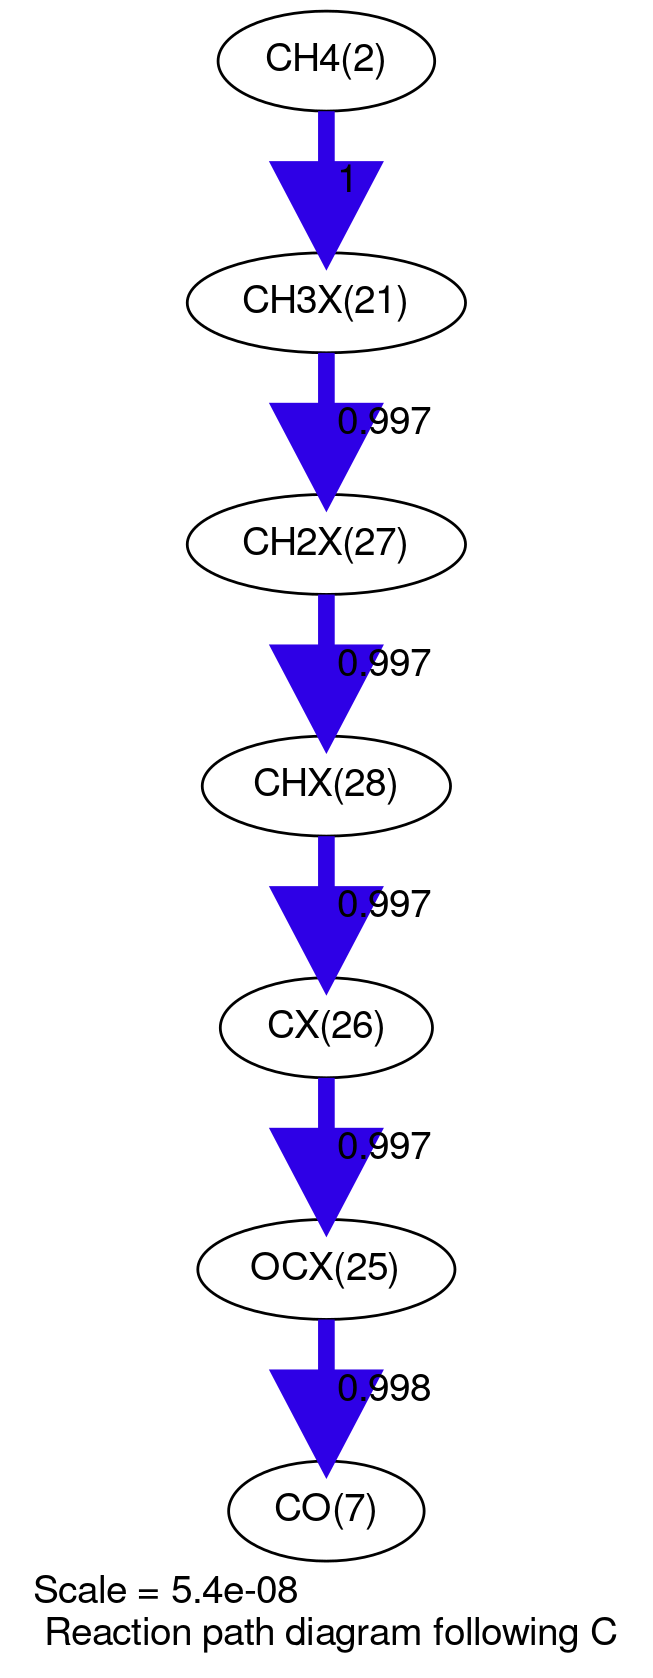 CH4(2)
1
CH3X(21)
0.997
CH2X(27)
0.997
CHX(28)
0.997
CX(26)
0.997
OCX(25)
0.998
CO(7)
Scale = 5.4e-08
Reaction path diagram following C